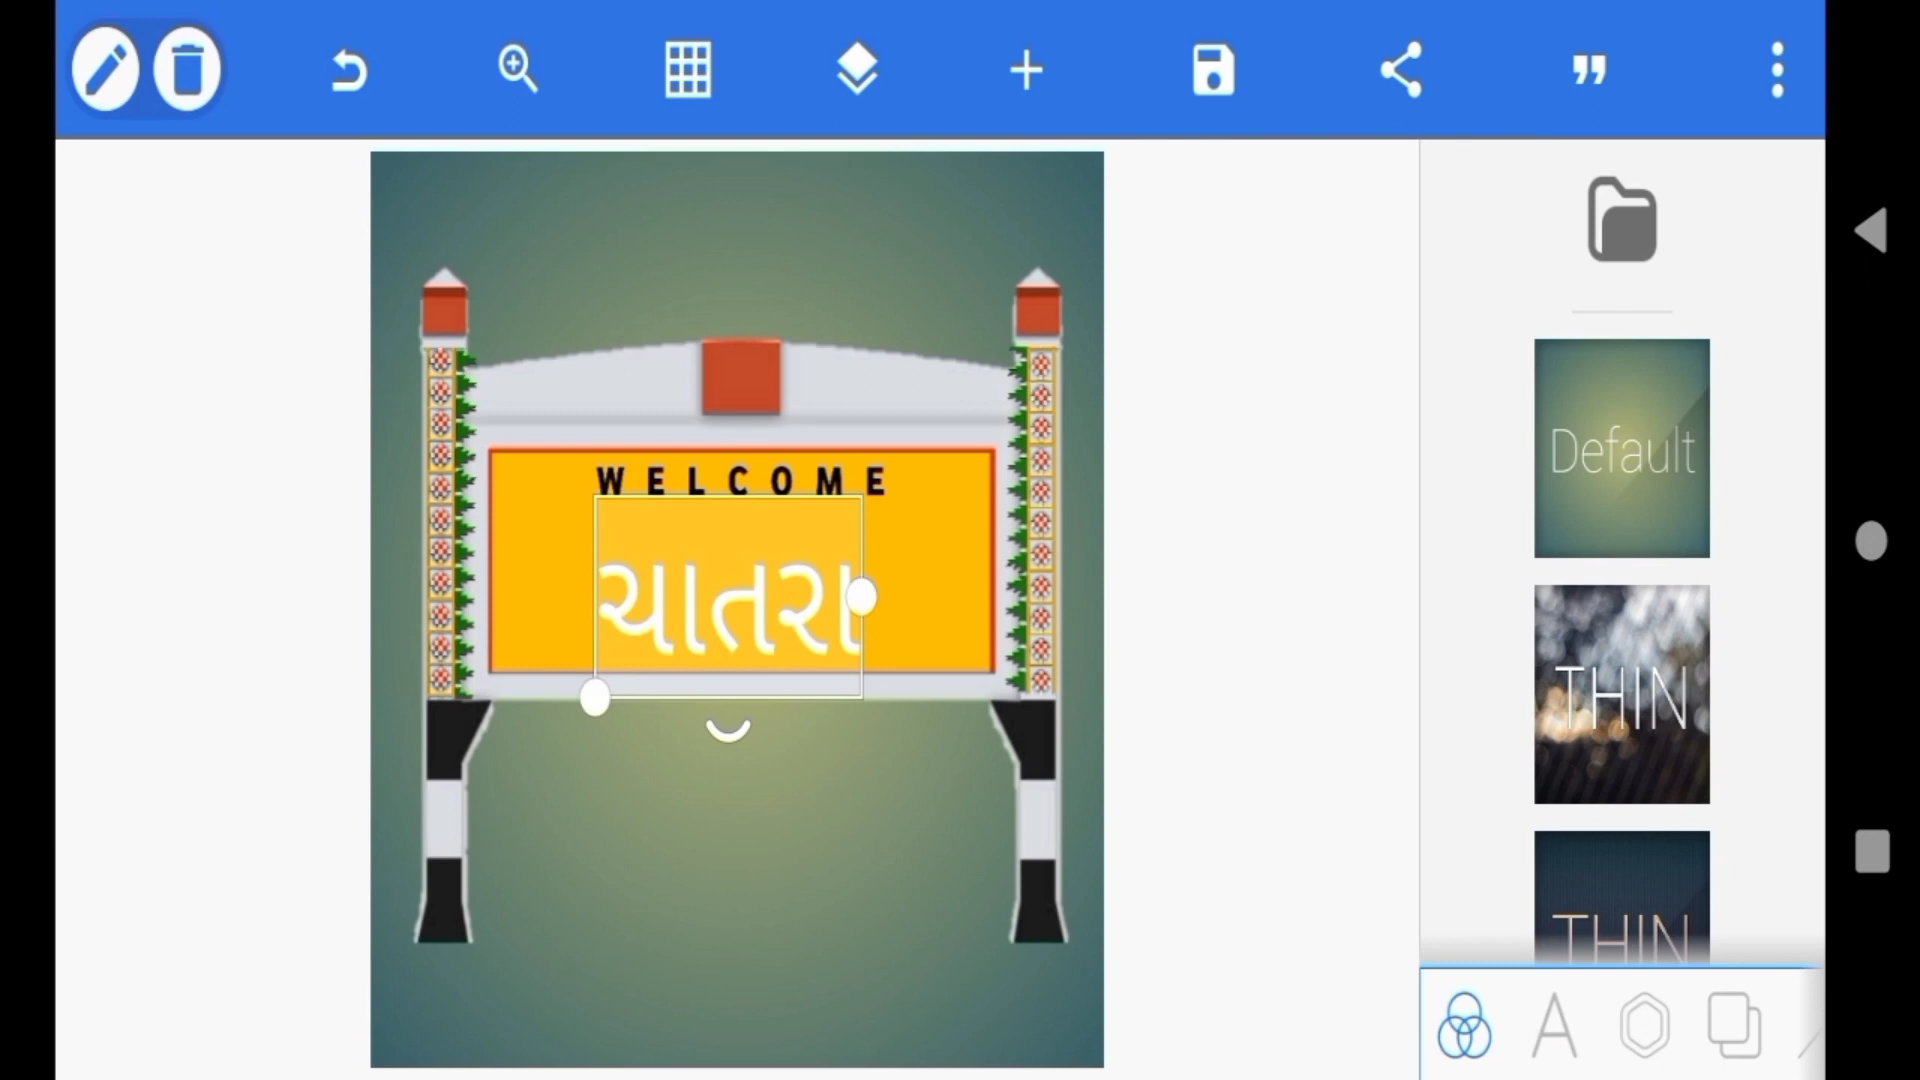 WELCOME
ચાતરા
Default
THIN
THIN